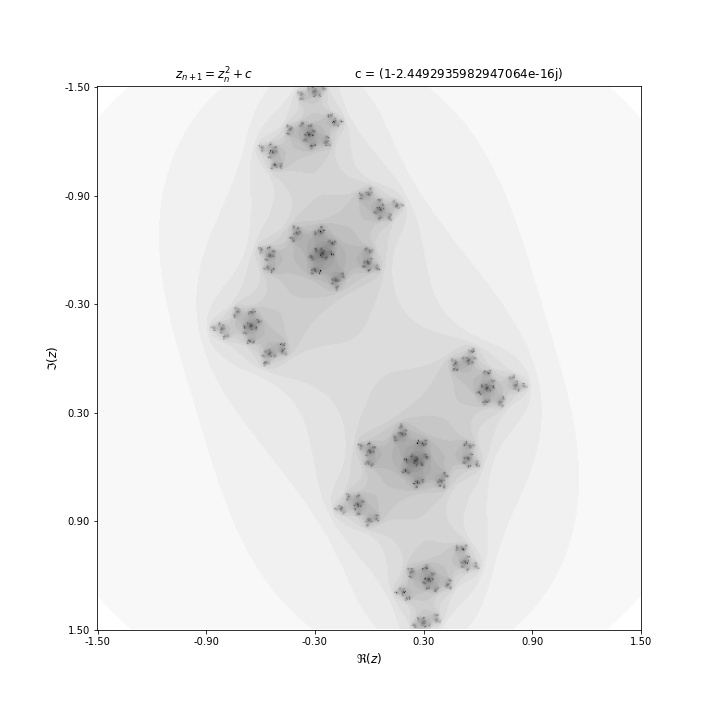 z_{n+1} = z_n^2 + c
c = (1-2.4492935982947064e-16j)
-1.50
-0.90
-0.30
0.30
0.90
1.50
ℑ(z)
-1.50 -0.90 -0.30 0.30 0.90 1.50
ℜ(z)